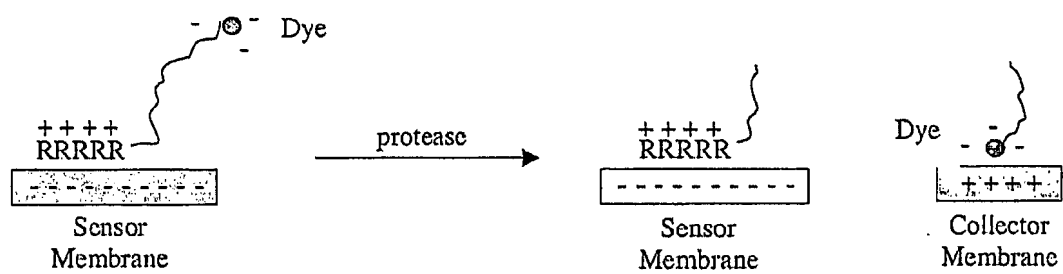 Dye
+ + + +
RRRRR
- - - - - - - - - -
Sensor
Membrane
protease
+ + + +
RRRRR
- - - - - - - - - -
Sensor
Membrane
Dye
+ + + +
Collector
Membrane